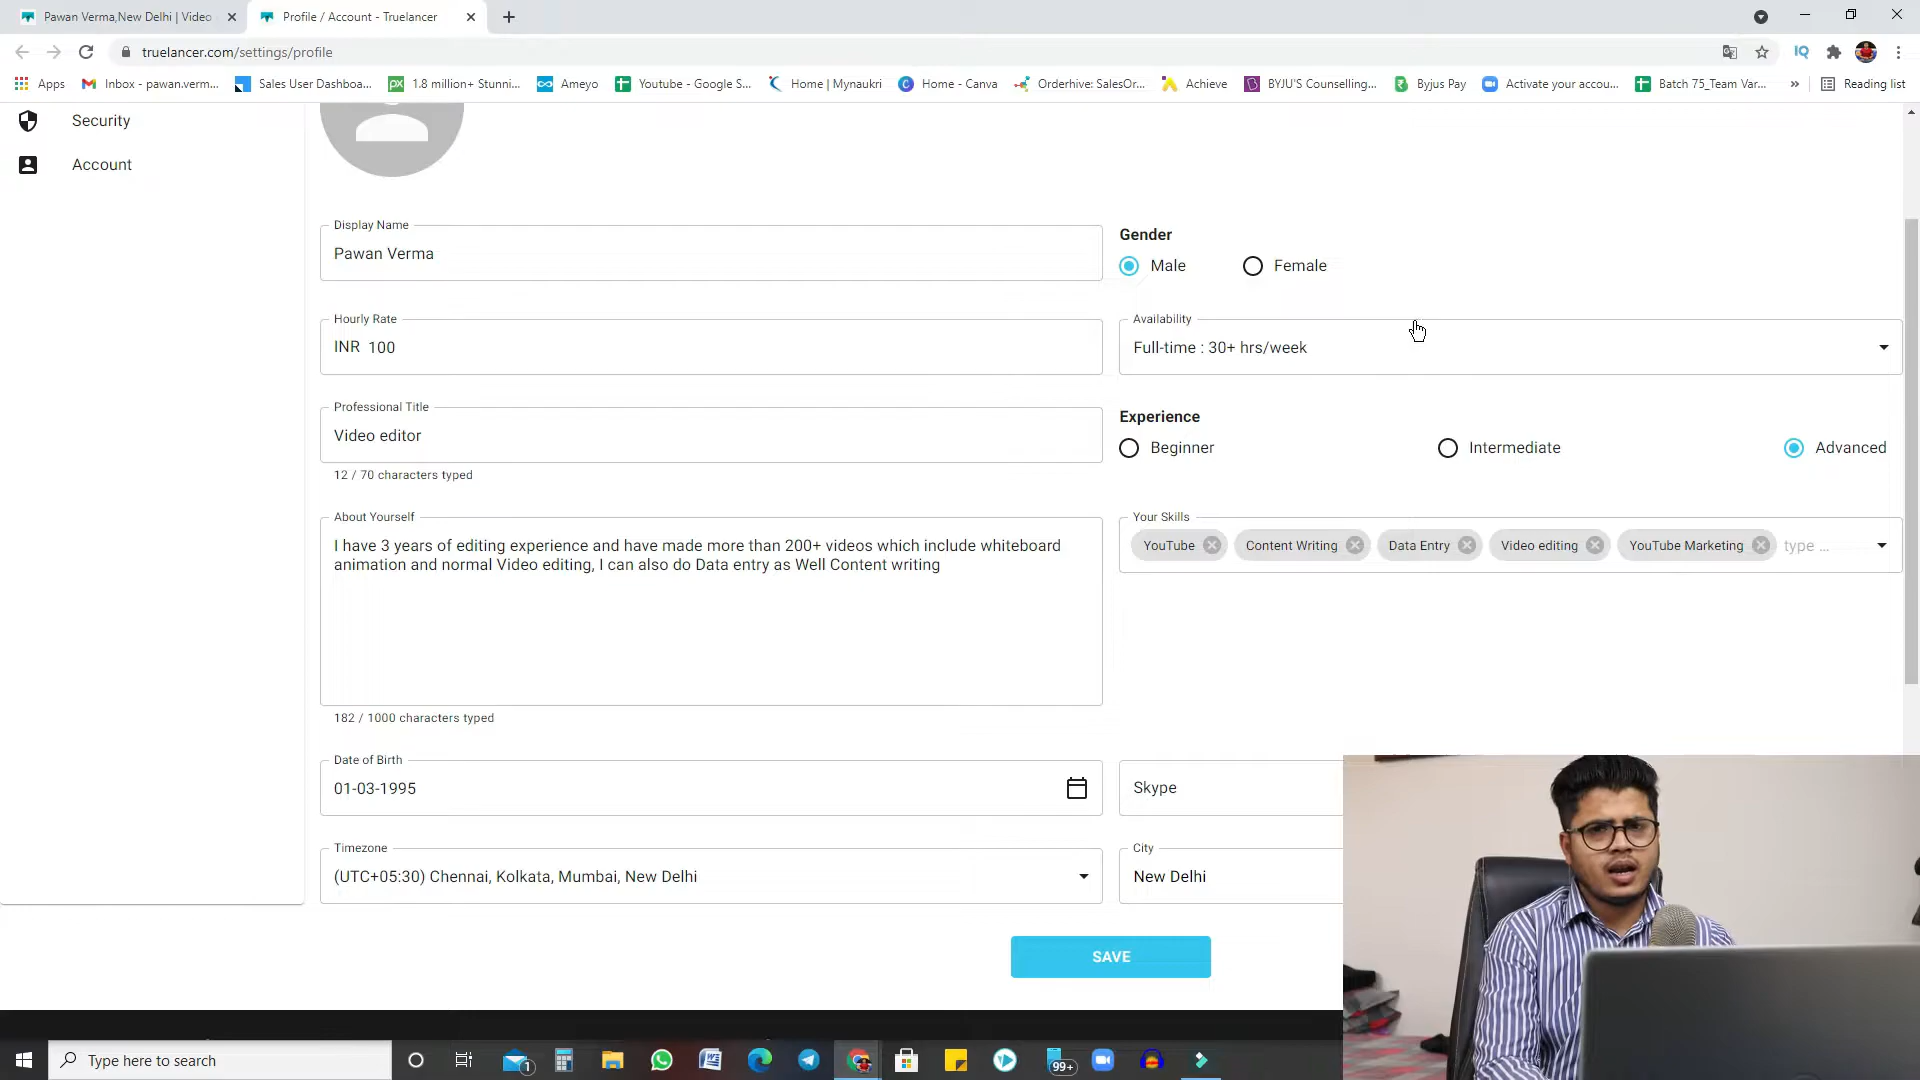 Pawan Verma,New Delhi | Video
Profile / Account - Truelancer
truelancer.com/settings/profile
Apps
Inbox - pawan.verm...
Sales User Dashboa...
1.8 million+ Stunni...
Ameyo
Youtube - Google S...
Home | Mynaukri
Home - Canva
Orderhive: SalesOr...
Achieve
BYJU'S Counselling...
Byjus Pay
Activate your accou...
Batch 75_Team Var...
»
Reading list
Security
Account
Display Name
Pawan Verma
Gender
Male
Female
Hourly Rate
INR 100
Availability
Full-time : 30+ hrs/week
Professional Title
Video editor
12 / 70 characters typed
Experience
Beginner
Intermediate
Advanced
About Yourself
I have 3 years of editing experience and have made more than 200+ videos which include whiteboard
animation and normal Video editing, I can also do Data entry as Well Content writing
182 / 1000 characters typed
Your Skills
YouTube
Content Writing
Data Entry
Video editing
YouTube Marketing
type ...
Date of Birth
01-03-1995
Skype
Timezone
(UTC+05:30) Chennai, Kolkata, Mumbai, New Delhi
City
New Delhi
SAVE
Type here to search
1
99+